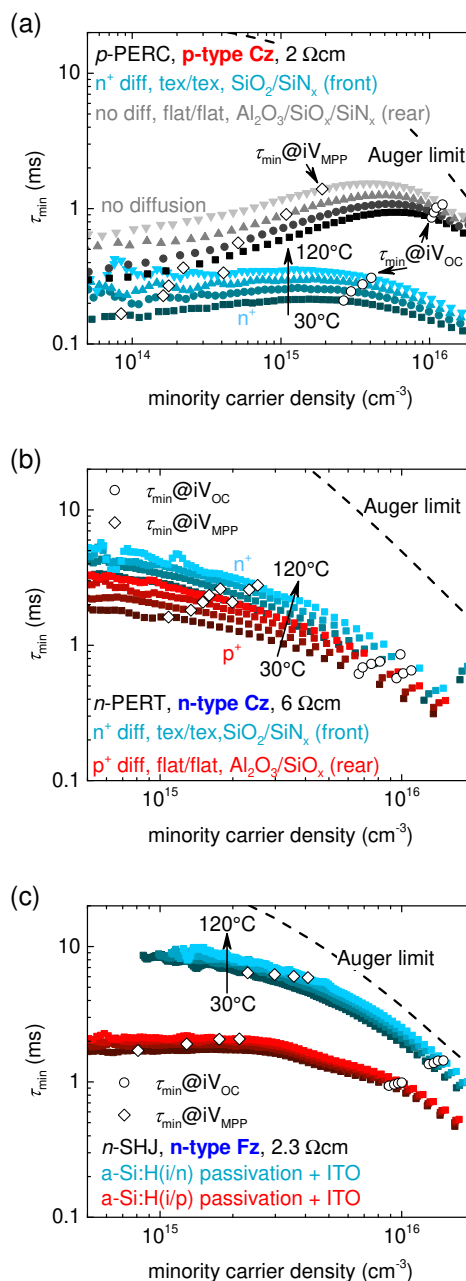 (a)
p-PERC, p-type Cz, 2 Ωcm
n⁺ diff, tex/tex, SiO₂/SiNₓ (front)
no diff, flat/flat, Al₂O₃/SiOₓ/SiNₓ (rear)
τmin@iVMPP
Auger limit
no diffusion
τmin@iVOC
120°C
n⁺
30°C
10
1
0.1
τmin (ms)
10¹⁴
10¹⁵
10¹⁶
minority carrier density (cm⁻³)
(b)
τmin@iVOC
τmin@iVMPP
Auger limit
n⁺
120°C
p⁺
30°C
n-PERT, n-type Cz, 6 Ωcm
n⁺ diff, tex/tex,SiO₂/SiNₓ (front)
p⁺ diff, flat/flat, Al₂O₃/SiOₓ (rear)
10
1
0.1
τmin (ms)
10¹⁵
10¹⁶
minority carrier density (cm⁻³)
(c)
120°C
Auger limit
30°C
τmin@iVOC
τmin@iVMPP
n-SHJ, n-type Fz, 2.3 Ωcm
a-Si:H(i/n) passivation + ITO
a-Si:H(i/p) passivation + ITO
10
1
0.1
τmin (ms)
10¹⁵
10¹⁶
minority carrier density (cm⁻³)